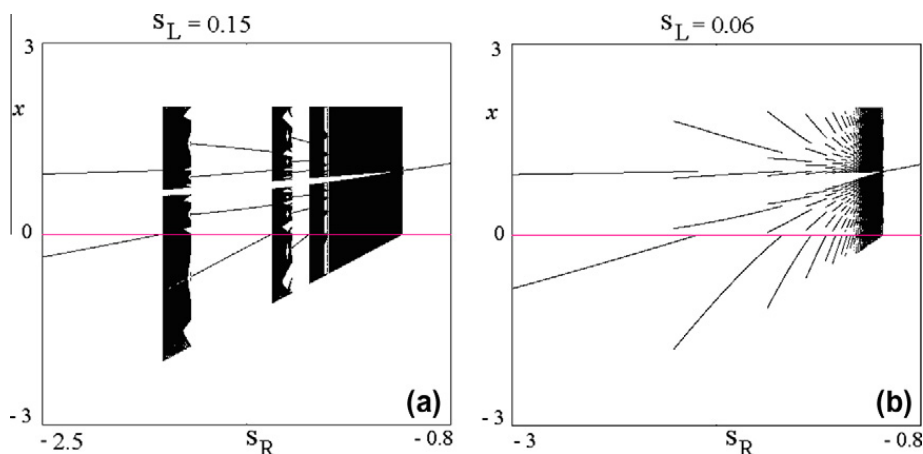 s_L = 0.15
3
x
0
-3
-2.5
s_R
-0.8
(a)
s_L = 0.06
3
x
0
-3
-3
s_R
-0.8
(b)